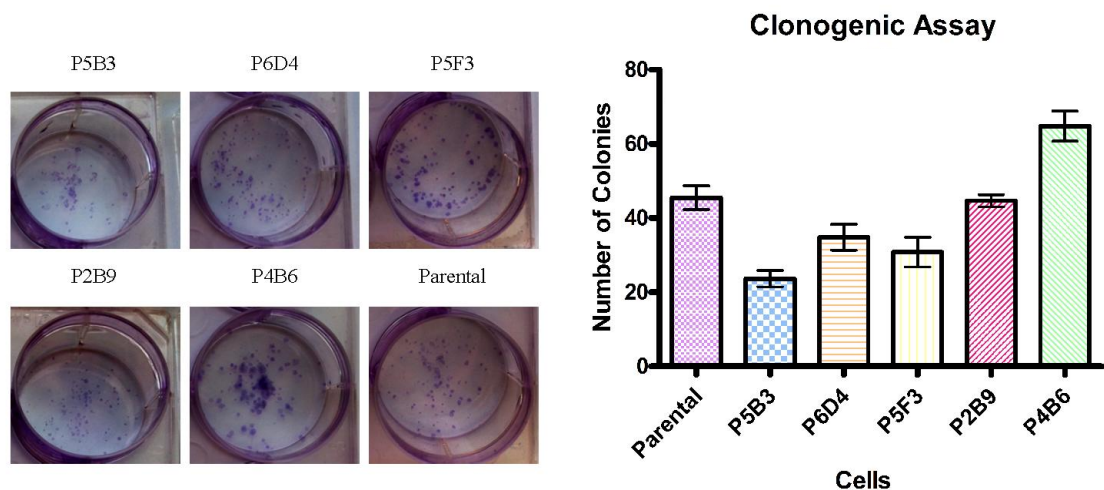 P5B3
P6D4
P5F3
P2B9
P4B6
Parental
Clonogenic Assay
Number of Colonies
80
60
40
20
0
Parental
P5B3
P6D4
P5F3
P2B9
P4B6
Cells